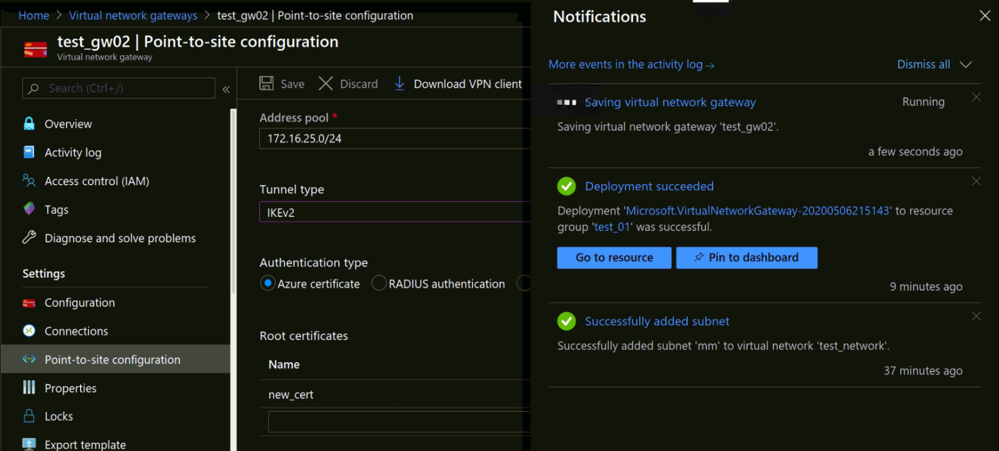 Home > Virtual network gateways > test_gw02 | Point-to-site configuration
test_gw02 | Point-to-site configuration
Virtual network gateway
Search (Ctrl+/)
«
Overview
Activity log
Access control (IAM)
Tags
Diagnose and solve problems
Settings
Configuration
Connections
Point-to-site configuration
Properties
Locks
Export template
Save
Discard
Download VPN client
Address pool *
172.16.25.0/24
Tunnel type
IKEv2
Authentication type
Azure certificate
RADIUS authentication
Root certificates
Name
new_cert
Notifications
More events in the activity log→
Dismiss all
Saving virtual network gateway
Running
Saving virtual network gateway 'test_gw02'.
a few seconds ago
Deployment succeeded
Deployment 'Microsoft.VirtualNetworkGateway-20200506215143' to resource
group 'test_01' was successful.
Go to resource
Pin to dashboard
9 minutes ago
Successfully added subnet
Successfully added subnet 'mm' to virtual network 'test_network'.
37 minutes ago